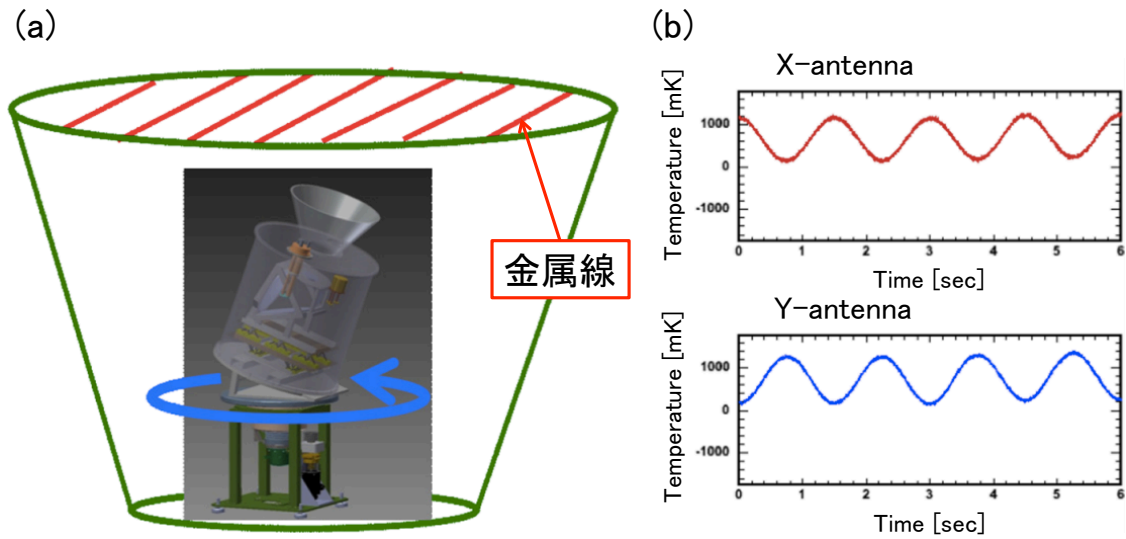 (a)
金属線
(b)
X-antenna
Temperature [mK]
1000
0
-1000
0 1 2 3 4 5 6
Time [sec]
Y-antenna
Temperature [mK]
1000
0
-1000
0 1 2 3 4 5 6
Time [sec]